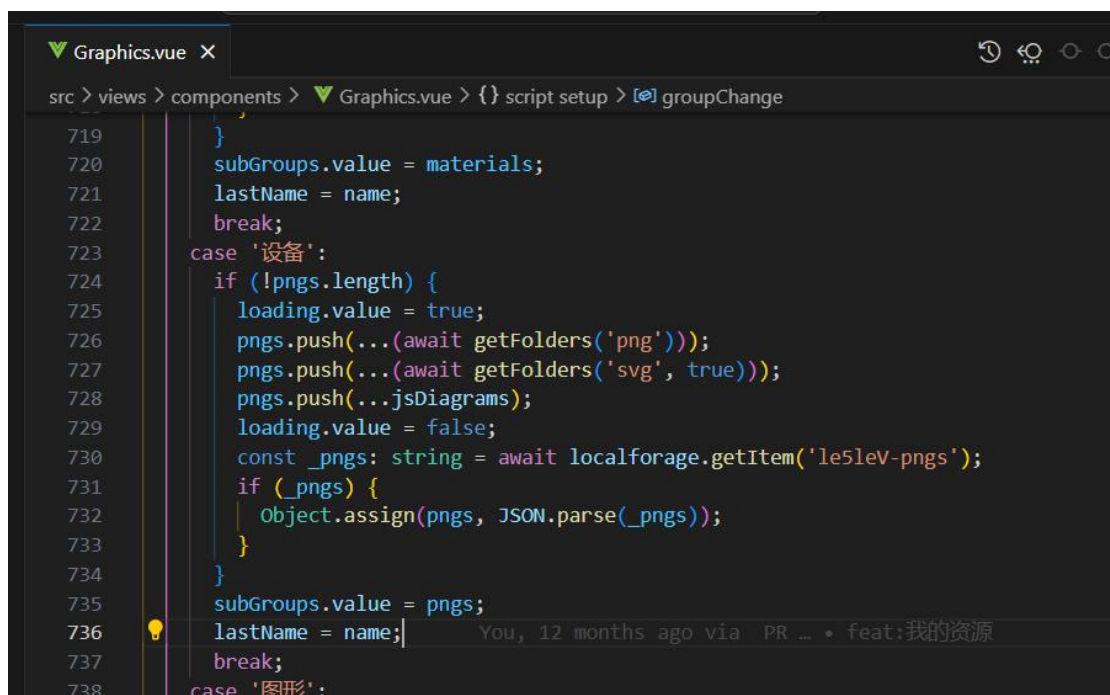 Graphics.vue
src > views > components > Graphics.vue > {} script setup > groupChange
719 }
720 subGroups.value = materials;
721 lastName = name;
722 break;
723 case '设备':
724 if (!pngs.length) {
725 loading.value = true;
726 pngs.push(...(await getFolders('png')));
727 pngs.push(...(await getFolders('svg', true)));
728 pngs.push(...jsDiagrams);
729 loading.value = false;
730 const _pngs: string = await localforage.getItem('le5leV-pngs');
731 if (_pngs) {
732 Object.assign(pngs, JSON.parse(_pngs));
733 }
734 }
735 subGroups.value = pngs;
736 lastName = name; You, 12 months ago via PR … • feat:我的资源
737 break;
738 case '图形':